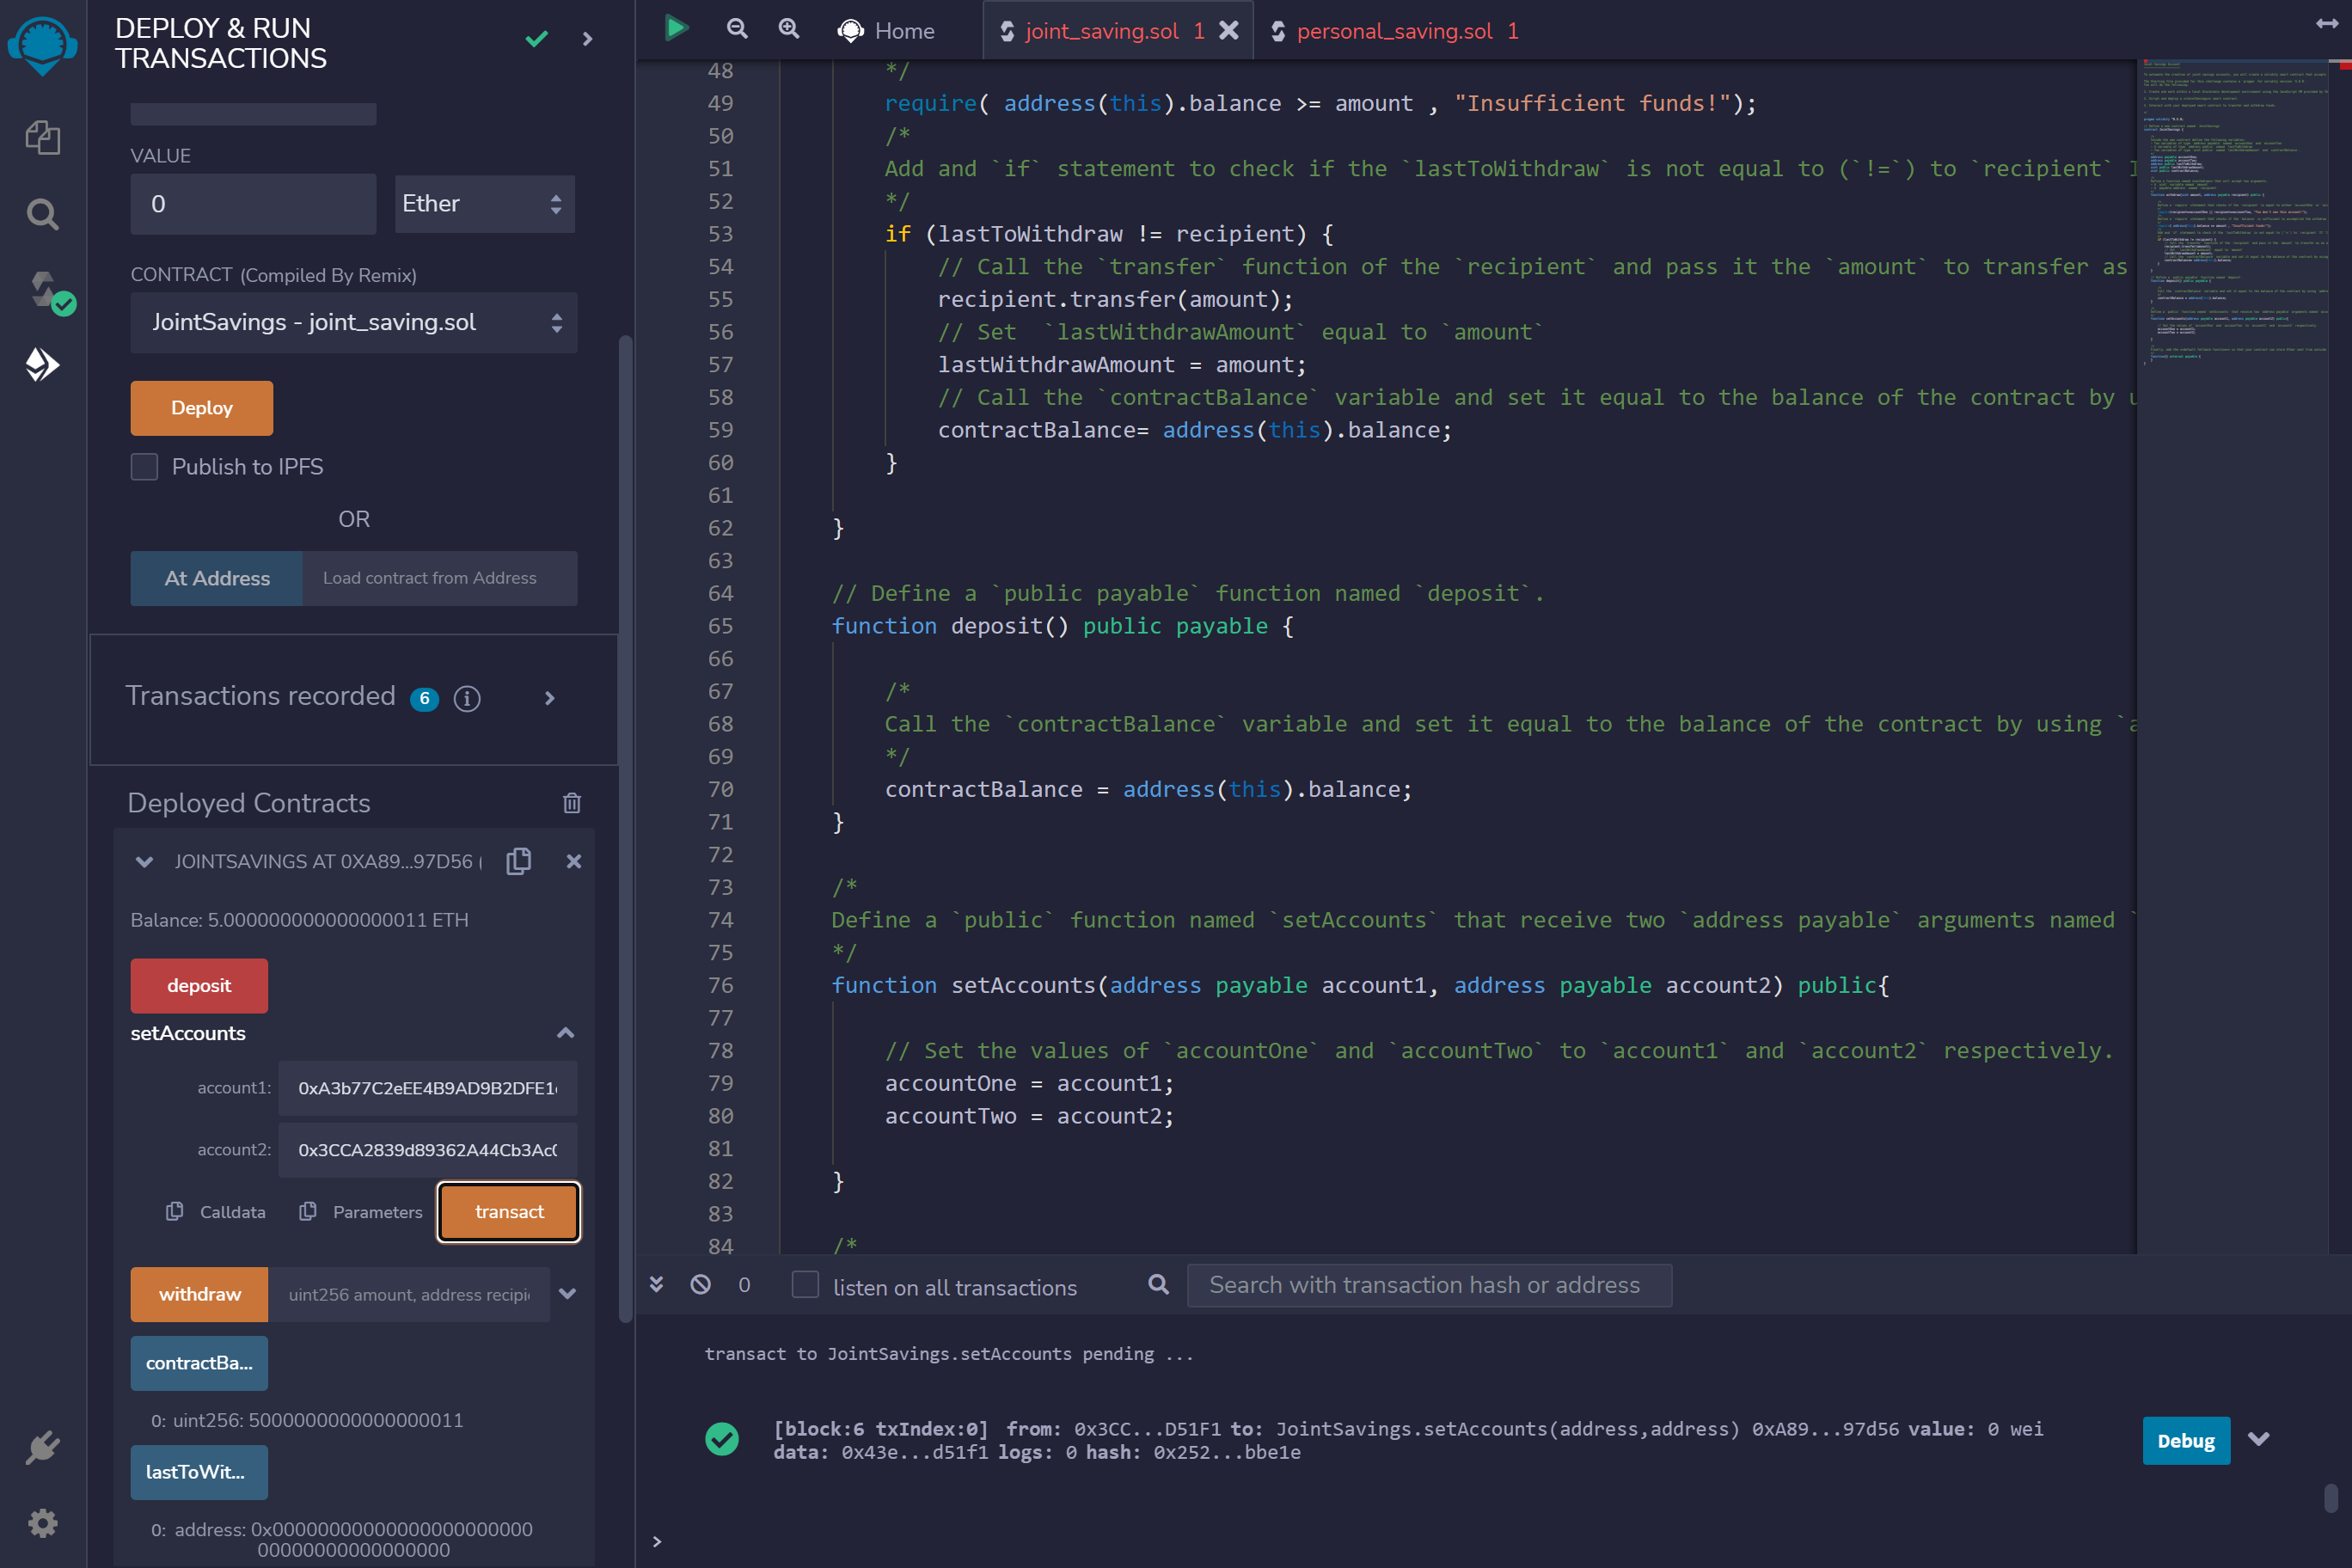 DEPLOY & RUN
TRANSACTIONS
VALUE
0
Ether
CONTRACT (Compiled By Remix)
JointSavings - joint_saving.sol
Deploy
Publish to IPFS
OR
At Address
Load contract from Address
Transactions recorded 6
Deployed Contracts
JOINTSAVINGS AT 0XA89...97D56 (
Balance: 5.000000000000000011 ETH
deposit
setAccounts
account1: 0xA3b77C2eEE4B9AD9B2DFE1
account2: 0x3CCA2839d89362A44Cb3Ac0
Calldata
Parameters
transact
withdraw
uint256 amount, address recipi
contractBa...
0: uint256: 5000000000000000011
lastToWit...
0: address: 0x0000000000000000000000
000000000000000000
Home
joint_saving.sol 1
personal_saving.sol 1
48 */
49 require( address(this).balance >= amount , "Insufficient funds!");
50 /*
51 Add and `if` statement to check if the `lastToWithdraw` is not equal to (`!=`) to `recipient`
52 */
53 if (lastToWithdraw != recipient) {
54 // Call the `transfer` function of the `recipient` and pass it the `amount` to transfer as
55 recipient.transfer(amount);
56 // Set  `lastWithdrawAmount` equal to `amount`
57 lastWithdrawAmount = amount;
58 // Call the `contractBalance` variable and set it equal to the balance of the contract by
59 contractBalance= address(this).balance;
60 }
61
62 }
63
64 // Define a `public payable` function named `deposit`.
65 function deposit() public payable {
66
67 /*
68 Call the `contractBalance` variable and set it equal to the balance of the contract by using `a
69 */
70 contractBalance = address(this).balance;
71 }
72
73 /*
74 Define a `public` function named `setAccounts` that receive two `address payable` arguments named `
75 */
76 function setAccounts(address payable account1, address payable account2) public{
77
78 // Set the values of `accountOne` and `accountTwo` to `account1` and `account2` respectively.
79 accountOne = account1;
80 accountTwo = account2;
81
82 }
83
84 /*
0
listen on all transactions
Search with transaction hash or address
transact to JointSavings.setAccounts pending ...
[block:6 txIndex:0] from: 0x3CC...D51F1 to: JointSavings.setAccounts(address,address) 0xA89...97d56 value: 0 wei
data: 0x43e...d51f1 logs: 0 hash: 0x252...bbe1e
Debug
>